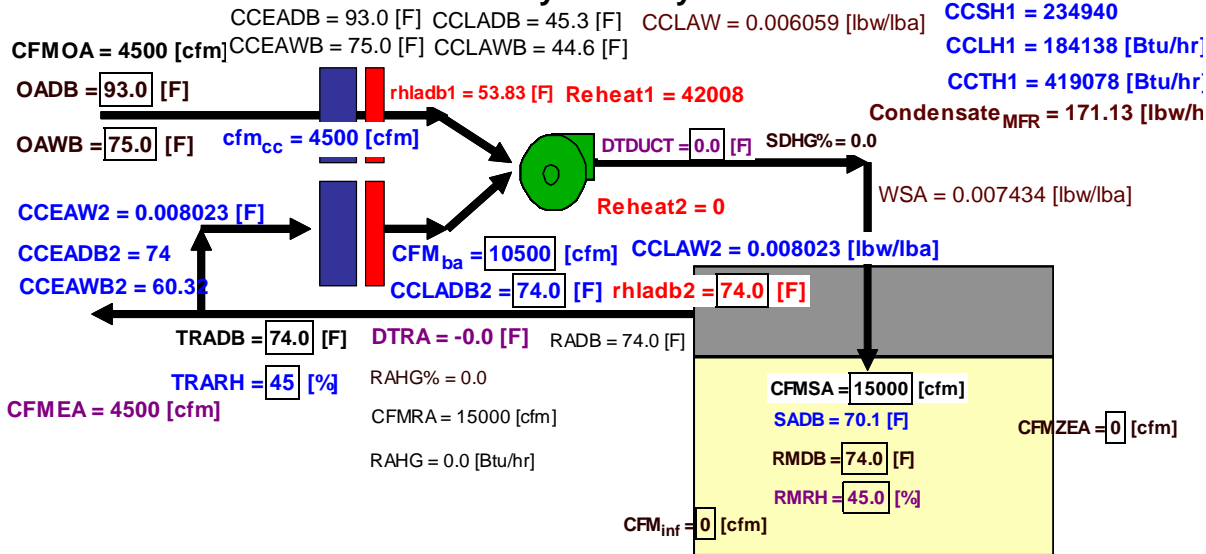 CCEADB = 93.0 [F] CCLADB = 45.3 [F] CCLAW = 0.006059 [lbw/lba] CCSH1 = 234940
CFMOA = 4500 [cfm] CCEAWB = 75.0 [F] CCLAWB = 44.6 [F] CCLH1 = 184138 [Btu/hr]
OADB = 93.0 [F] rhladb1 = 53.83 [F] Reheat1 = 42008 CCTH1 = 419078 [Btu/hr]
Condensate_MFR = 171.13 [lbw/h
OAWB = 75.0 [F] cfm_cc = 4500 [cfm] DTDUCT = 0.0 [F] SDHG% = 0.0
WSA = 0.007434 [lbw/lba]
CCEAW2 = 0.008023 [F] Reheat2 = 0
CCEADB2 = 74 CFM_ba = 10500 [cfm] CCLAW2 = 0.008023 [lbw/lba]
CCEAWB2 = 60.32 CCLADB2 = 74.0 [F] rhladb2 = 74.0 [F]
TRADB = 74.0 [F] DTRA = -0.0 [F] RADB = 74.0 [F]
TRARH = 45 [%] RAHG% = 0.0 CFMSA = 15000 [cfm]
CFMEA = 4500 [cfm] CFMRA = 15000 [cfm] SADB = 70.1 [F] CFMZEA = 0 [cfm]
RAHG = 0.0 [Btu/hr] RMDB = 74.0 [F]
RMRH = 45.0 [%]
CFM_inf = 0 [cfm]